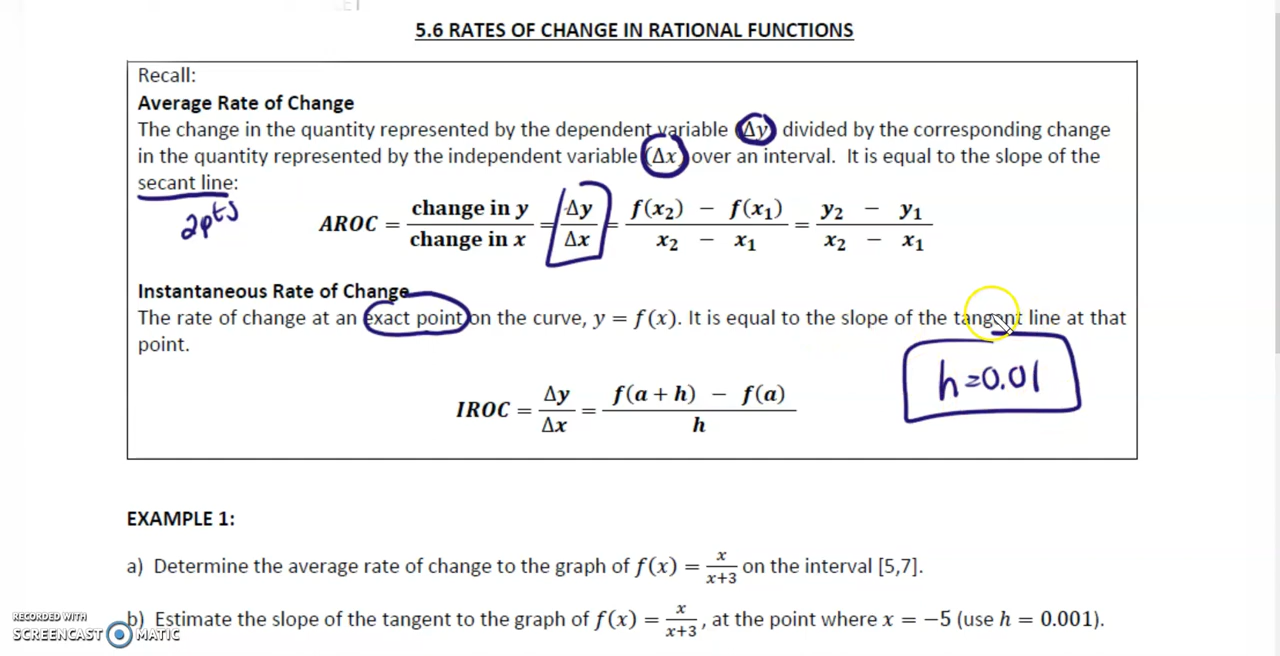 5.6 RATES OF CHANGE IN RATIONAL FUNCTIONS
Recall:
Average Rate of Change
The change in the quantity represented by the dependent variable (Δy) divided by the corresponding change
in the quantity represented by the independent variable (Δx) over an interval. It is equal to the slope of the
secant line:
2pts
AROC = change in y / change in x = Δy / Δx = f(x₂) − f(x₁) / x₂ − x₁ = y₂ − y₁ / x₂ − x₁
Instantaneous Rate of Change
The rate of change at an exact point on the curve, y = f(x). It is equal to the slope of the tangent line at that
point.
h=0.01
IROC = Δy / Δx = f(a + h) − f(a) / h
EXAMPLE 1:
a) Determine the average rate of change to the graph of f(x) = x / x+3 on the interval [5,7].
b) Estimate the slope of the tangent to the graph of f(x) = x / x+3, at the point where x = −5 (use h = 0.001).
RECORDED WITH
SCREENCAST MATIC